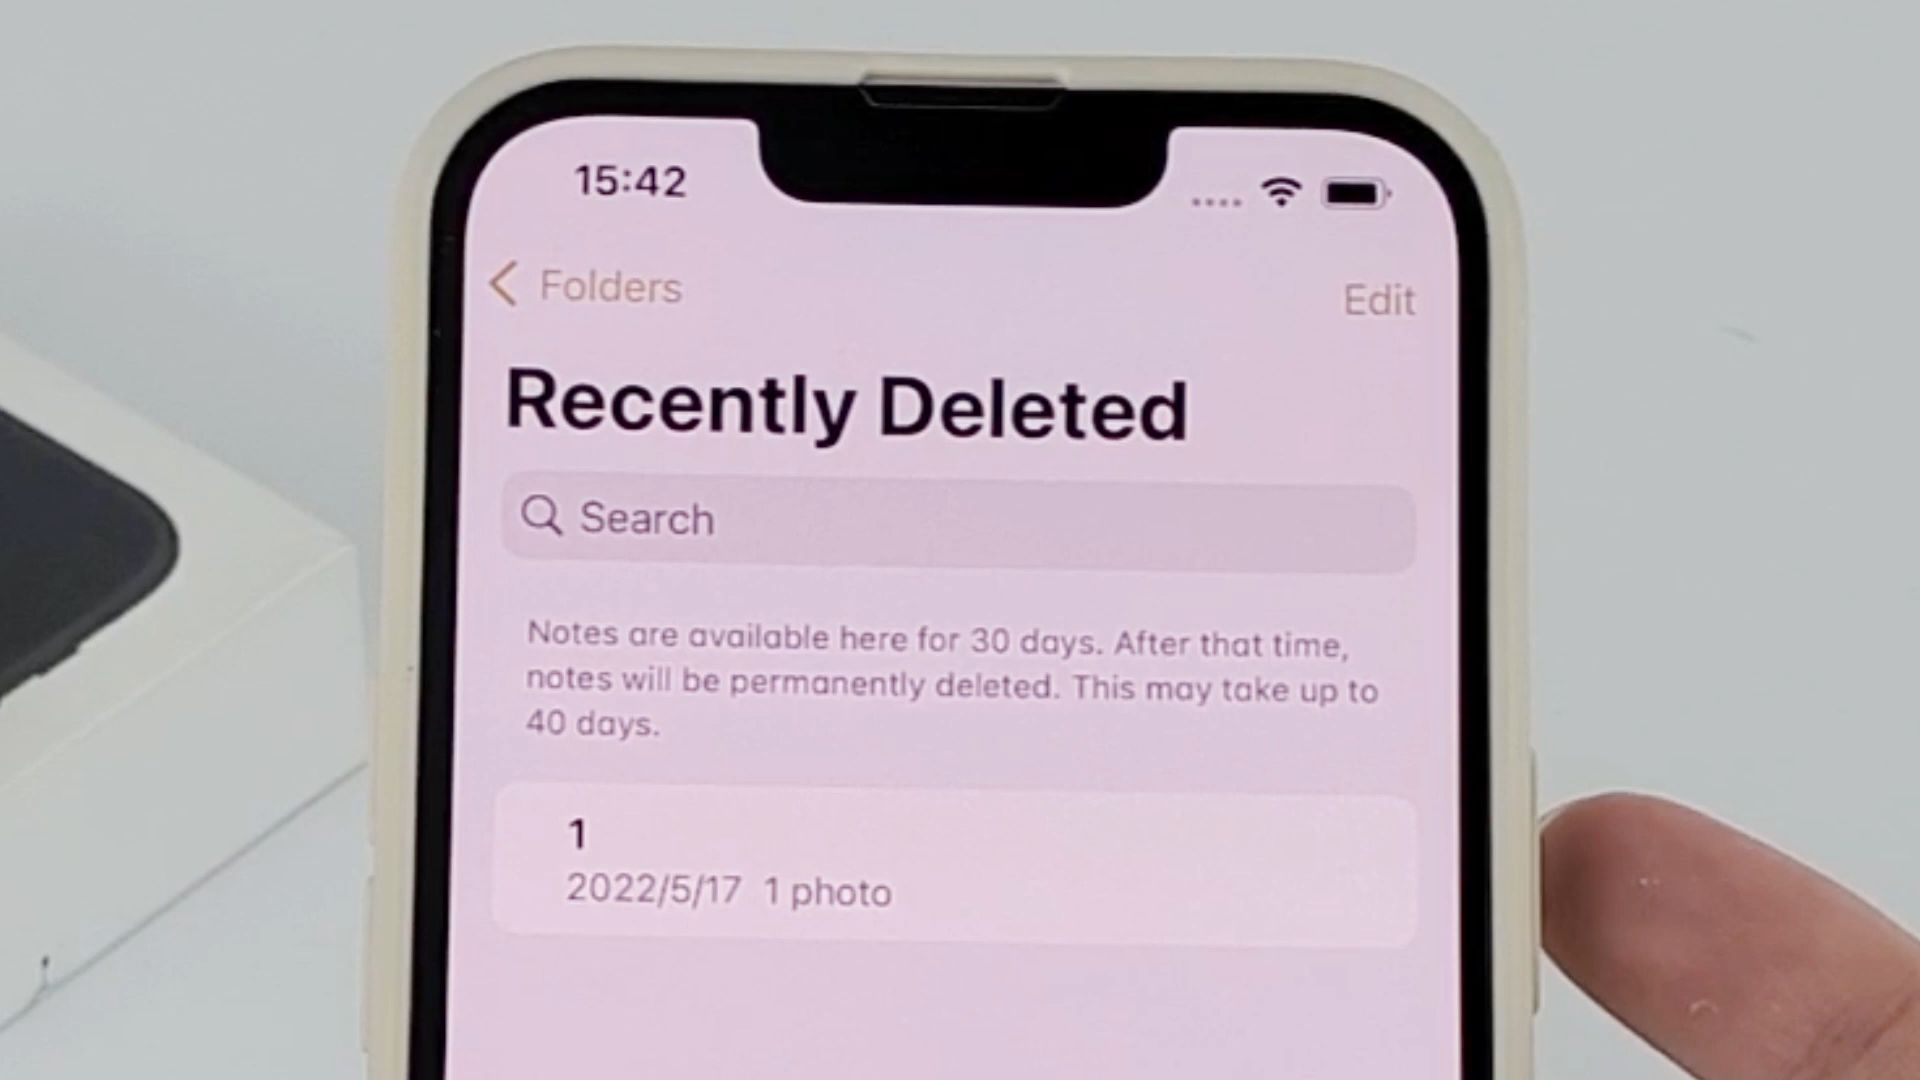 15:42
Folders
Edit
Recently Deleted
Search
Notes are available here for 30 days. After that time,
notes will be permanently deleted. This may take up to
40 days.
1
2022/5/17 1 photo